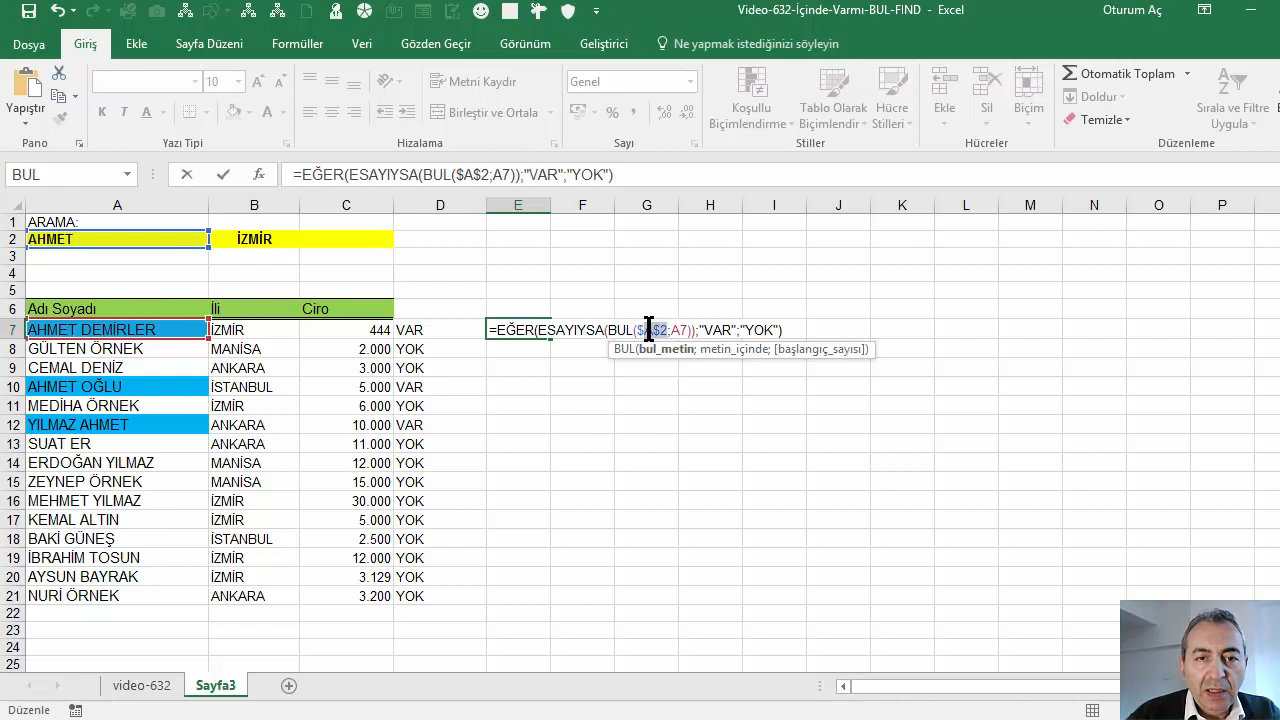 Video-632-İçinde-Varmı-BUL-FIND - Excel
Oturum Aç
Dosya Giriş Ekle Sayfa Düzeni Formüller Veri Gözden Geçir Görünüm Geliştirici Ne yapmak istediğinizi söyleyin
Yapıştır
Pano
10
K T A
Yazı Tipi
Metni Kaydır
Birleştir ve Ortala
Hizalama
Genel
%
Sayı
Koşullu Biçimlendirme
Tablo Olarak Biçimlendir
Hücre Stilleri
Stiller
Ekle Sil Biçim
Hücreler
Otomatik Toplam
Doldur
Temizle
Sırala ve Filtre Uygula
Düzenleme
BUL =EĞER(ESAYIYSA(BUL($A$2;A7));"VAR";"YOK")
A B C D E F G H I J K L M N O P
1 ARAMA:
2 AHMET İZMİR
3
4
5
6 Adı Soyadı İli Ciro
7 AHMET DEMİRLER İZMİR 444 VAR =EĞER(ESAYIYSA(BUL($A$2;A7));"VAR";"YOK")
BUL(bul_metin; metin_içinde; [başlangıç_sayısı])
8 GÜLTEN ÖRNEK MANİSA 2.000 YOK
9 CEMAL DENİZ ANKARA 3.000 YOK
10 AHMET OĞLU İSTANBUL 5.000 VAR
11 MEDİHA ÖRNEK İZMİR 6.000 YOK
12 YILMAZ AHMET ANKARA 10.000 VAR
13 SUAT ER ANKARA 11.000 YOK
14 ERDOĞAN YILMAZ MANİSA 12.000 YOK
15 ZEYNEP ÖRNEK MANİSA 15.000 YOK
16 MEHMET YILMAZ İZMİR 30.000 YOK
17 KEMAL ALTIN İZMİR 5.000 YOK
18 BAKİ GÜNEŞ İSTANBUL 2.500 YOK
19 İBRAHİM TOSUN İZMİR 12.000 YOK
20 AYSUN BAYRAK İZMİR 3.129 YOK
21 NURİ ÖRNEK ANKARA 3.200 YOK
22
23
24
25
video-632 Sayfa3
Düzenle